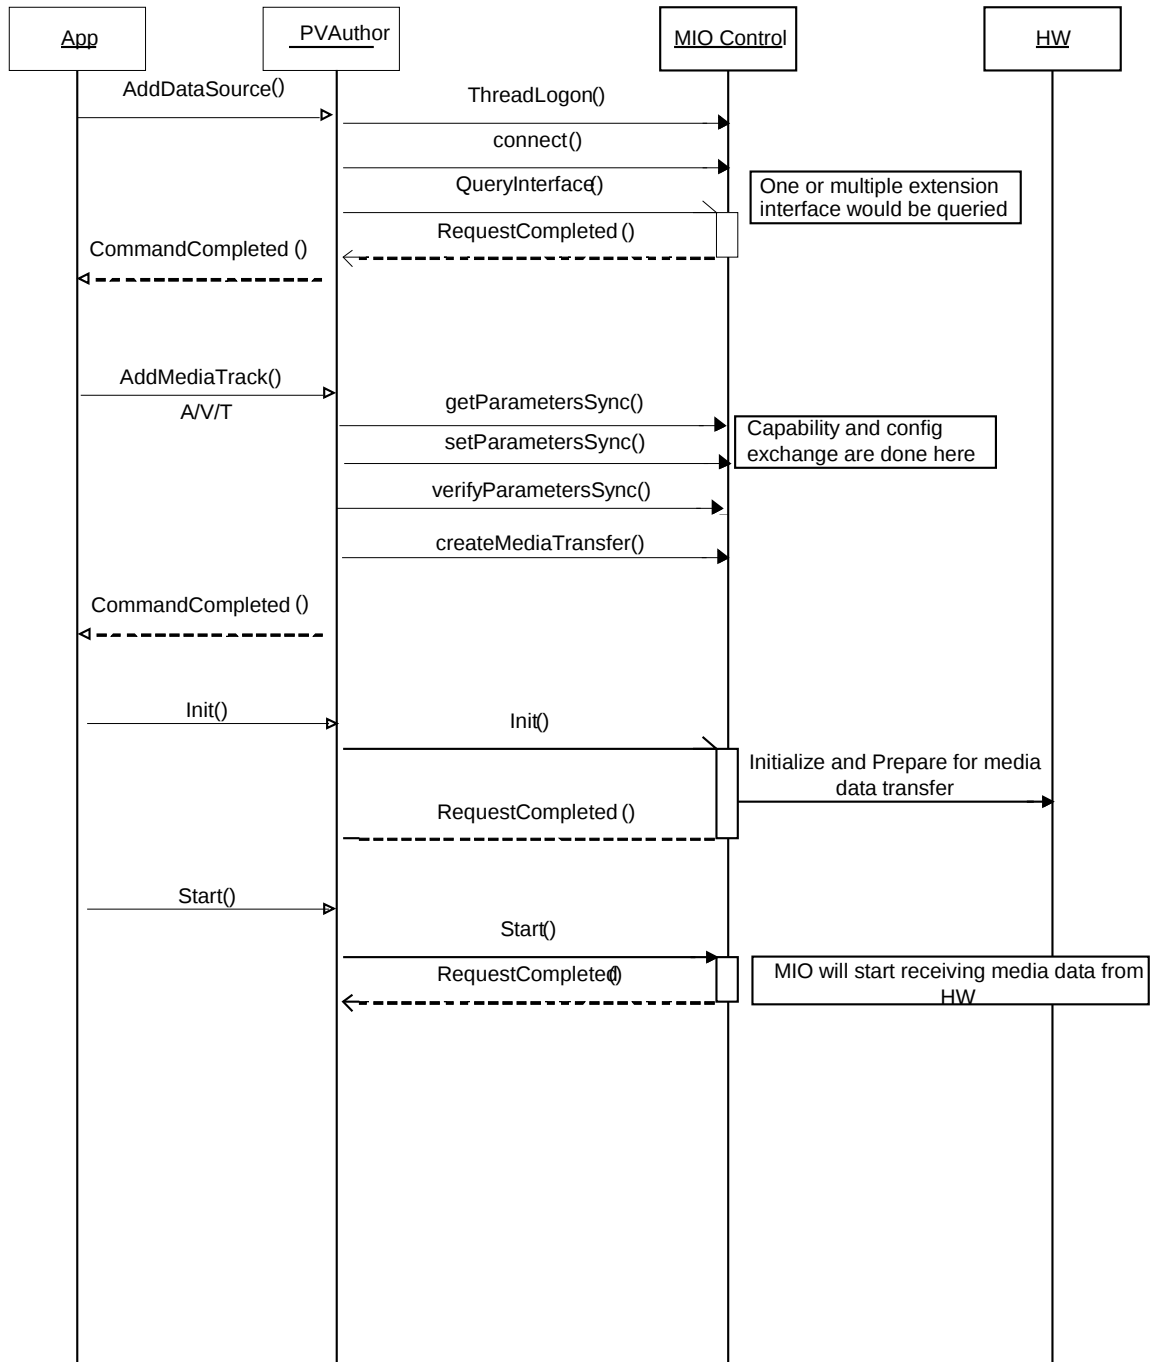 App
PVAuthor
MIO Control
HW
AddDataSource()
ThreadLogon()
connect()
QueryInterface()
One or multiple extension
interface would be queried
RequestCompleted ()
CommandCompleted ()
AddMediaTrack()
A/V/T
getParametersSync()
Capability and config
exchange are done here
setParametersSync()
verifyParametersSync()
createMediaTransfer()
CommandCompleted ()
Init()
Init()
Initialize and Prepare for media
data transfer
RequestCompleted ()
Start()
Start()
RequestCompleted()
MIO will start receiving media data from
HW